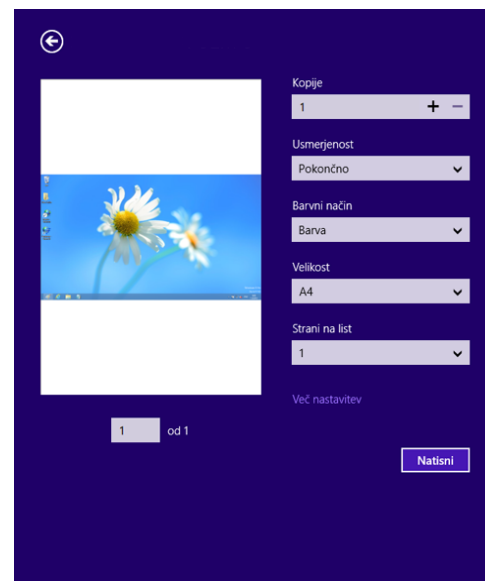 Kopije
1
Usmerjenost
Pokončno
Barvni način
Barva
Velikost
A4
Strani na list
1
Več nastavitev
1 od 1
Natisni